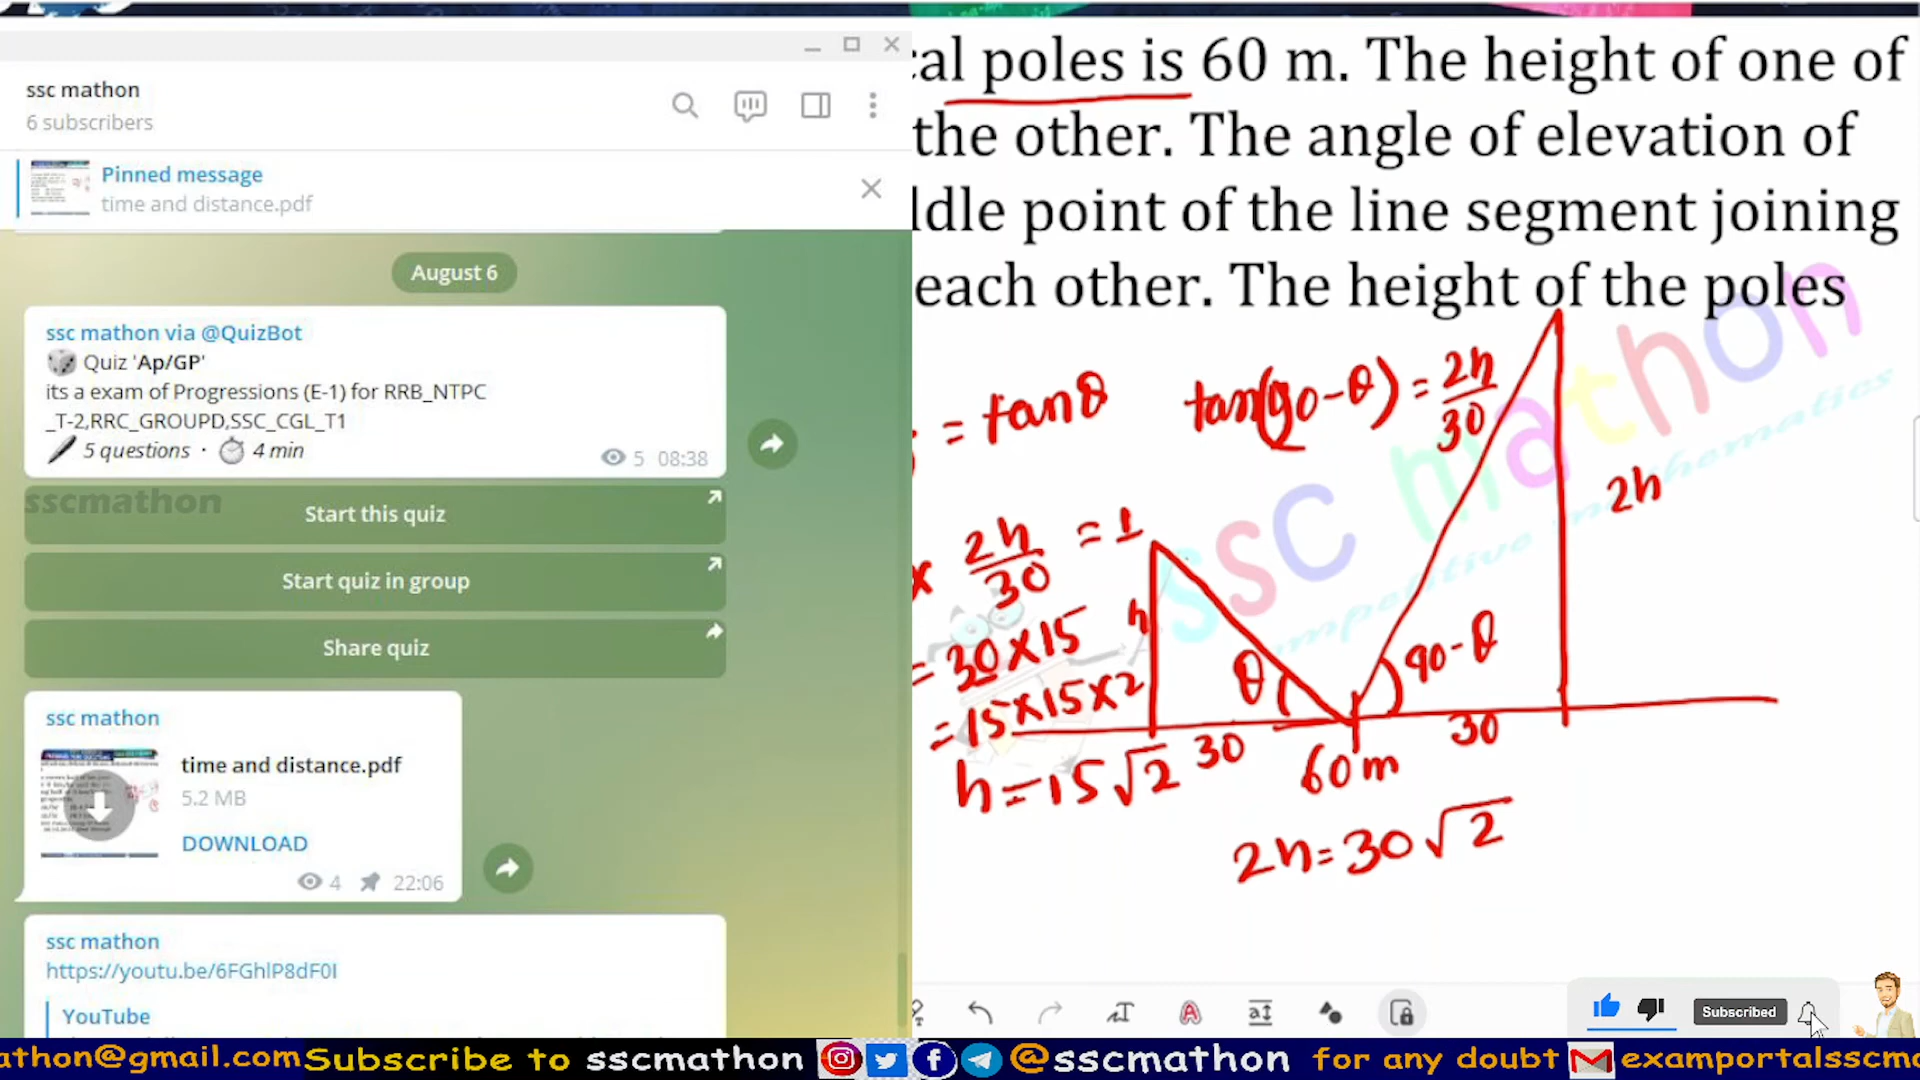 ssc mathon
6 subscribers
Pinned message
time and distance.pdf
August 6
ssc mathon via @QuizBot
Quiz 'Ap/GP'
its a exam of Progressions (E-1) for RRB_NTPC
_T-2,RRC_GROUPD,SSC_CGL_T1
5 questions · 4 min
5 08:38
sscmathon
Start this quiz
Start quiz in group
Share quiz
ssc mathon
time and distance.pdf
5.2 MB
DOWNLOAD
4 22:06
ssc mathon
https://youtu.be/6FGhlP8dF0I
YouTube
cal poles is 60 m. The height of one of
the other. The angle of elevation of
ldle point of the line segment joining
each other. The height of the poles
= tanθ
tan(90-θ) = 2h/30
2h
× 2h/30 = 1
= 30×15
= 15×15×2
h = 15√2
h
θ
90-θ
30
30
60m
2h = 30√2
ssc mathon
competitive mathematics
Subscribed
athon@gmail.com Subscribe to sscmathon @sscmathon for any doubt examportalsscma